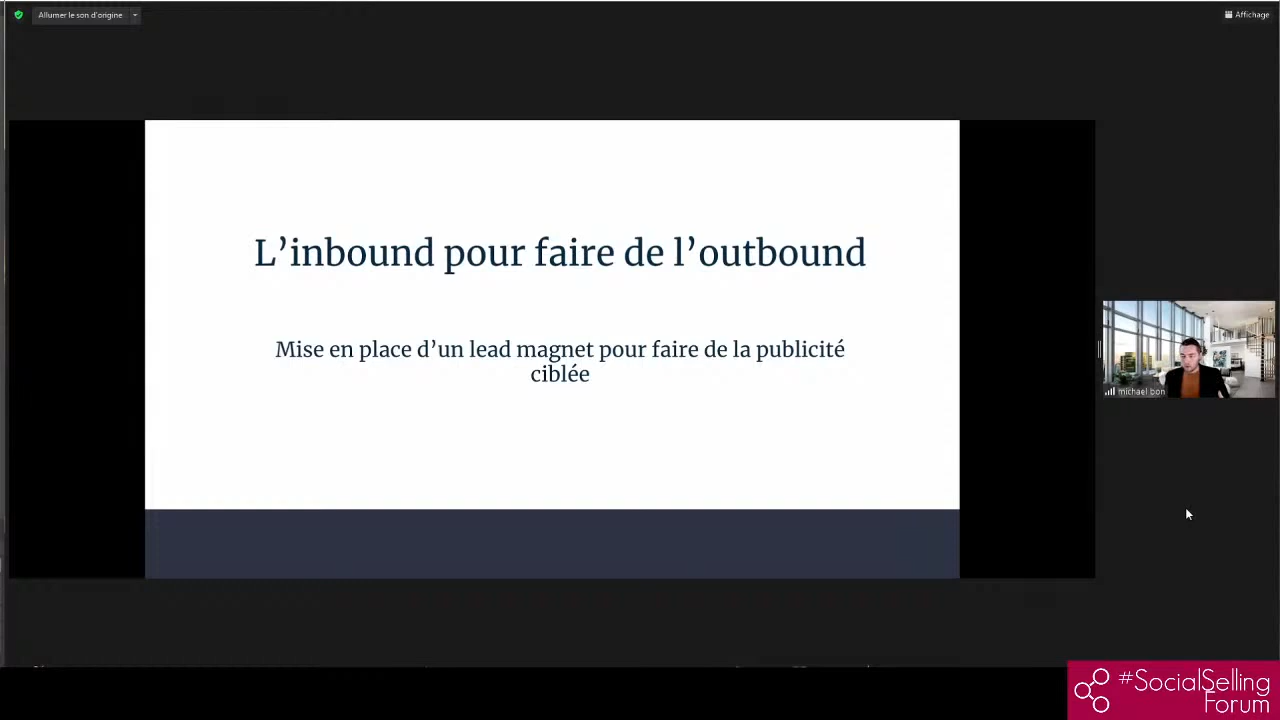 Allumer le son d'origine
Affichage
L’inbound pour faire de l’outbound
Mise en place d’un lead magnet pour faire de la publicité
ciblée
michael bon
#SocialSelling
Forum